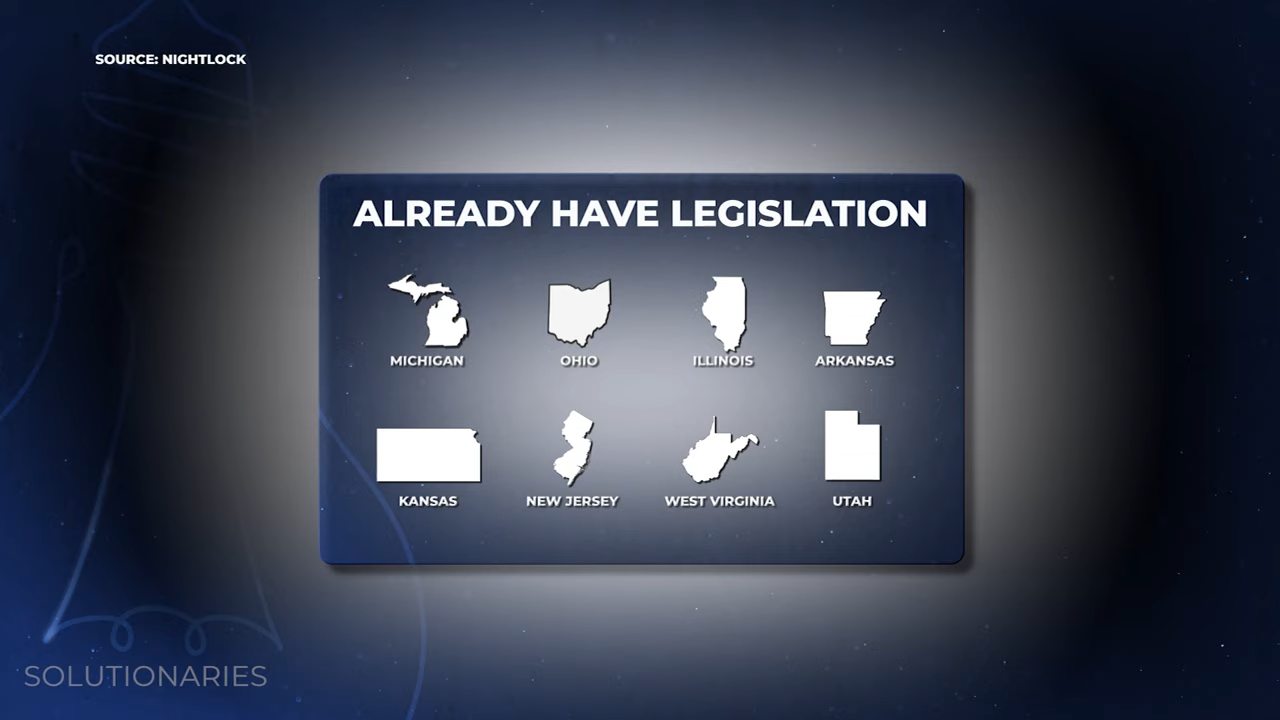 SOURCE: NIGHTLOCK
ALREADY HAVE LEGISLATION
MICHIGAN
OHIO
ILLINOIS
ARKANSAS
KANSAS
NEW JERSEY
WEST VIRGINIA
UTAH
SOLUTIONARIES